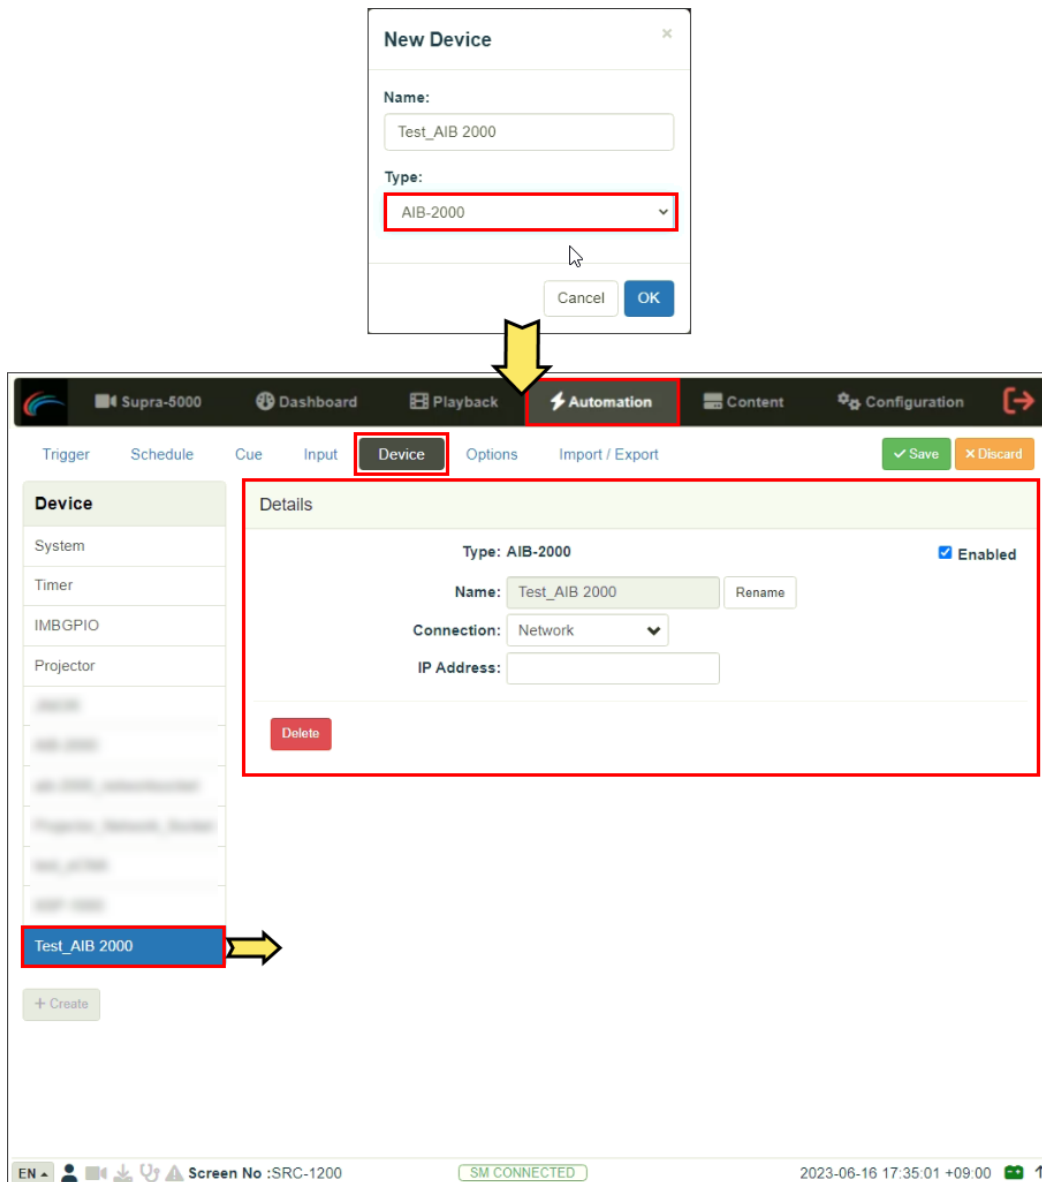 New Device ×
Name:
Test_AIB 2000
Type:
AIB-2000
Cancel OK
Supra-5000 Dashboard Playback Automation Content Configuration
Trigger Schedule Cue Input Device Options Import / Export Save × Discard
Device
System
Timer
IMBGPIO
Projector
Test_AIB 2000
+ Create
Details
Type: AIB-2000 Enabled
Name: Test_AIB 2000 Rename
Connection: Network
IP Address:
Delete
EN Screen No :SRC-1200 SM CONNECTED 2023-06-16 17:35:01 +09:00